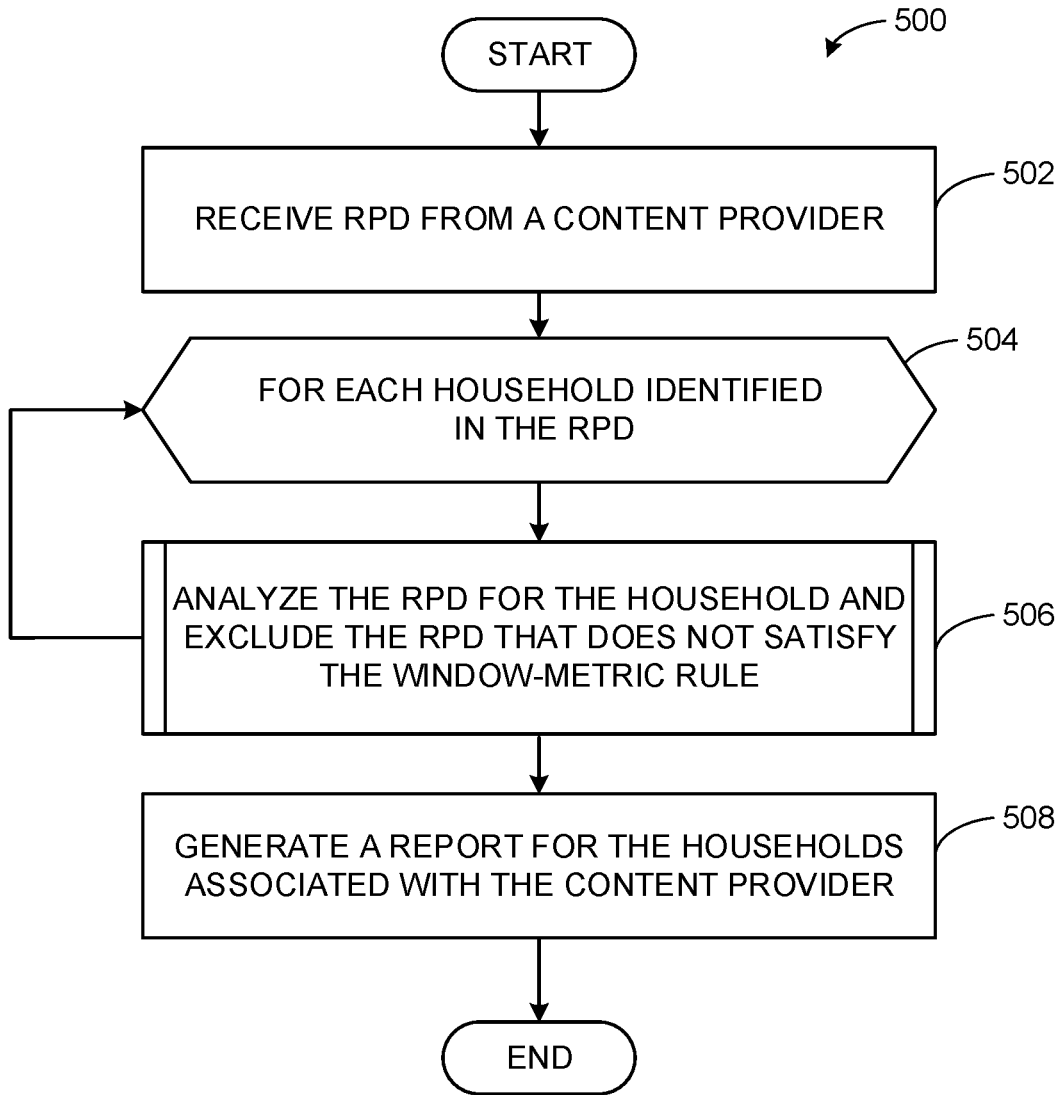 500
START
502
RECEIVE RPD FROM A CONTENT PROVIDER
504
FOR EACH HOUSEHOLD IDENTIFIED
IN THE RPD
ANALYZE THE RPD FOR THE HOUSEHOLD AND
EXCLUDE THE RPD THAT DOES NOT SATISFY
THE WINDOW-METRIC RULE
506
GENERATE A REPORT FOR THE HOUSEHOLDS
ASSOCIATED WITH THE CONTENT PROVIDER
508
END